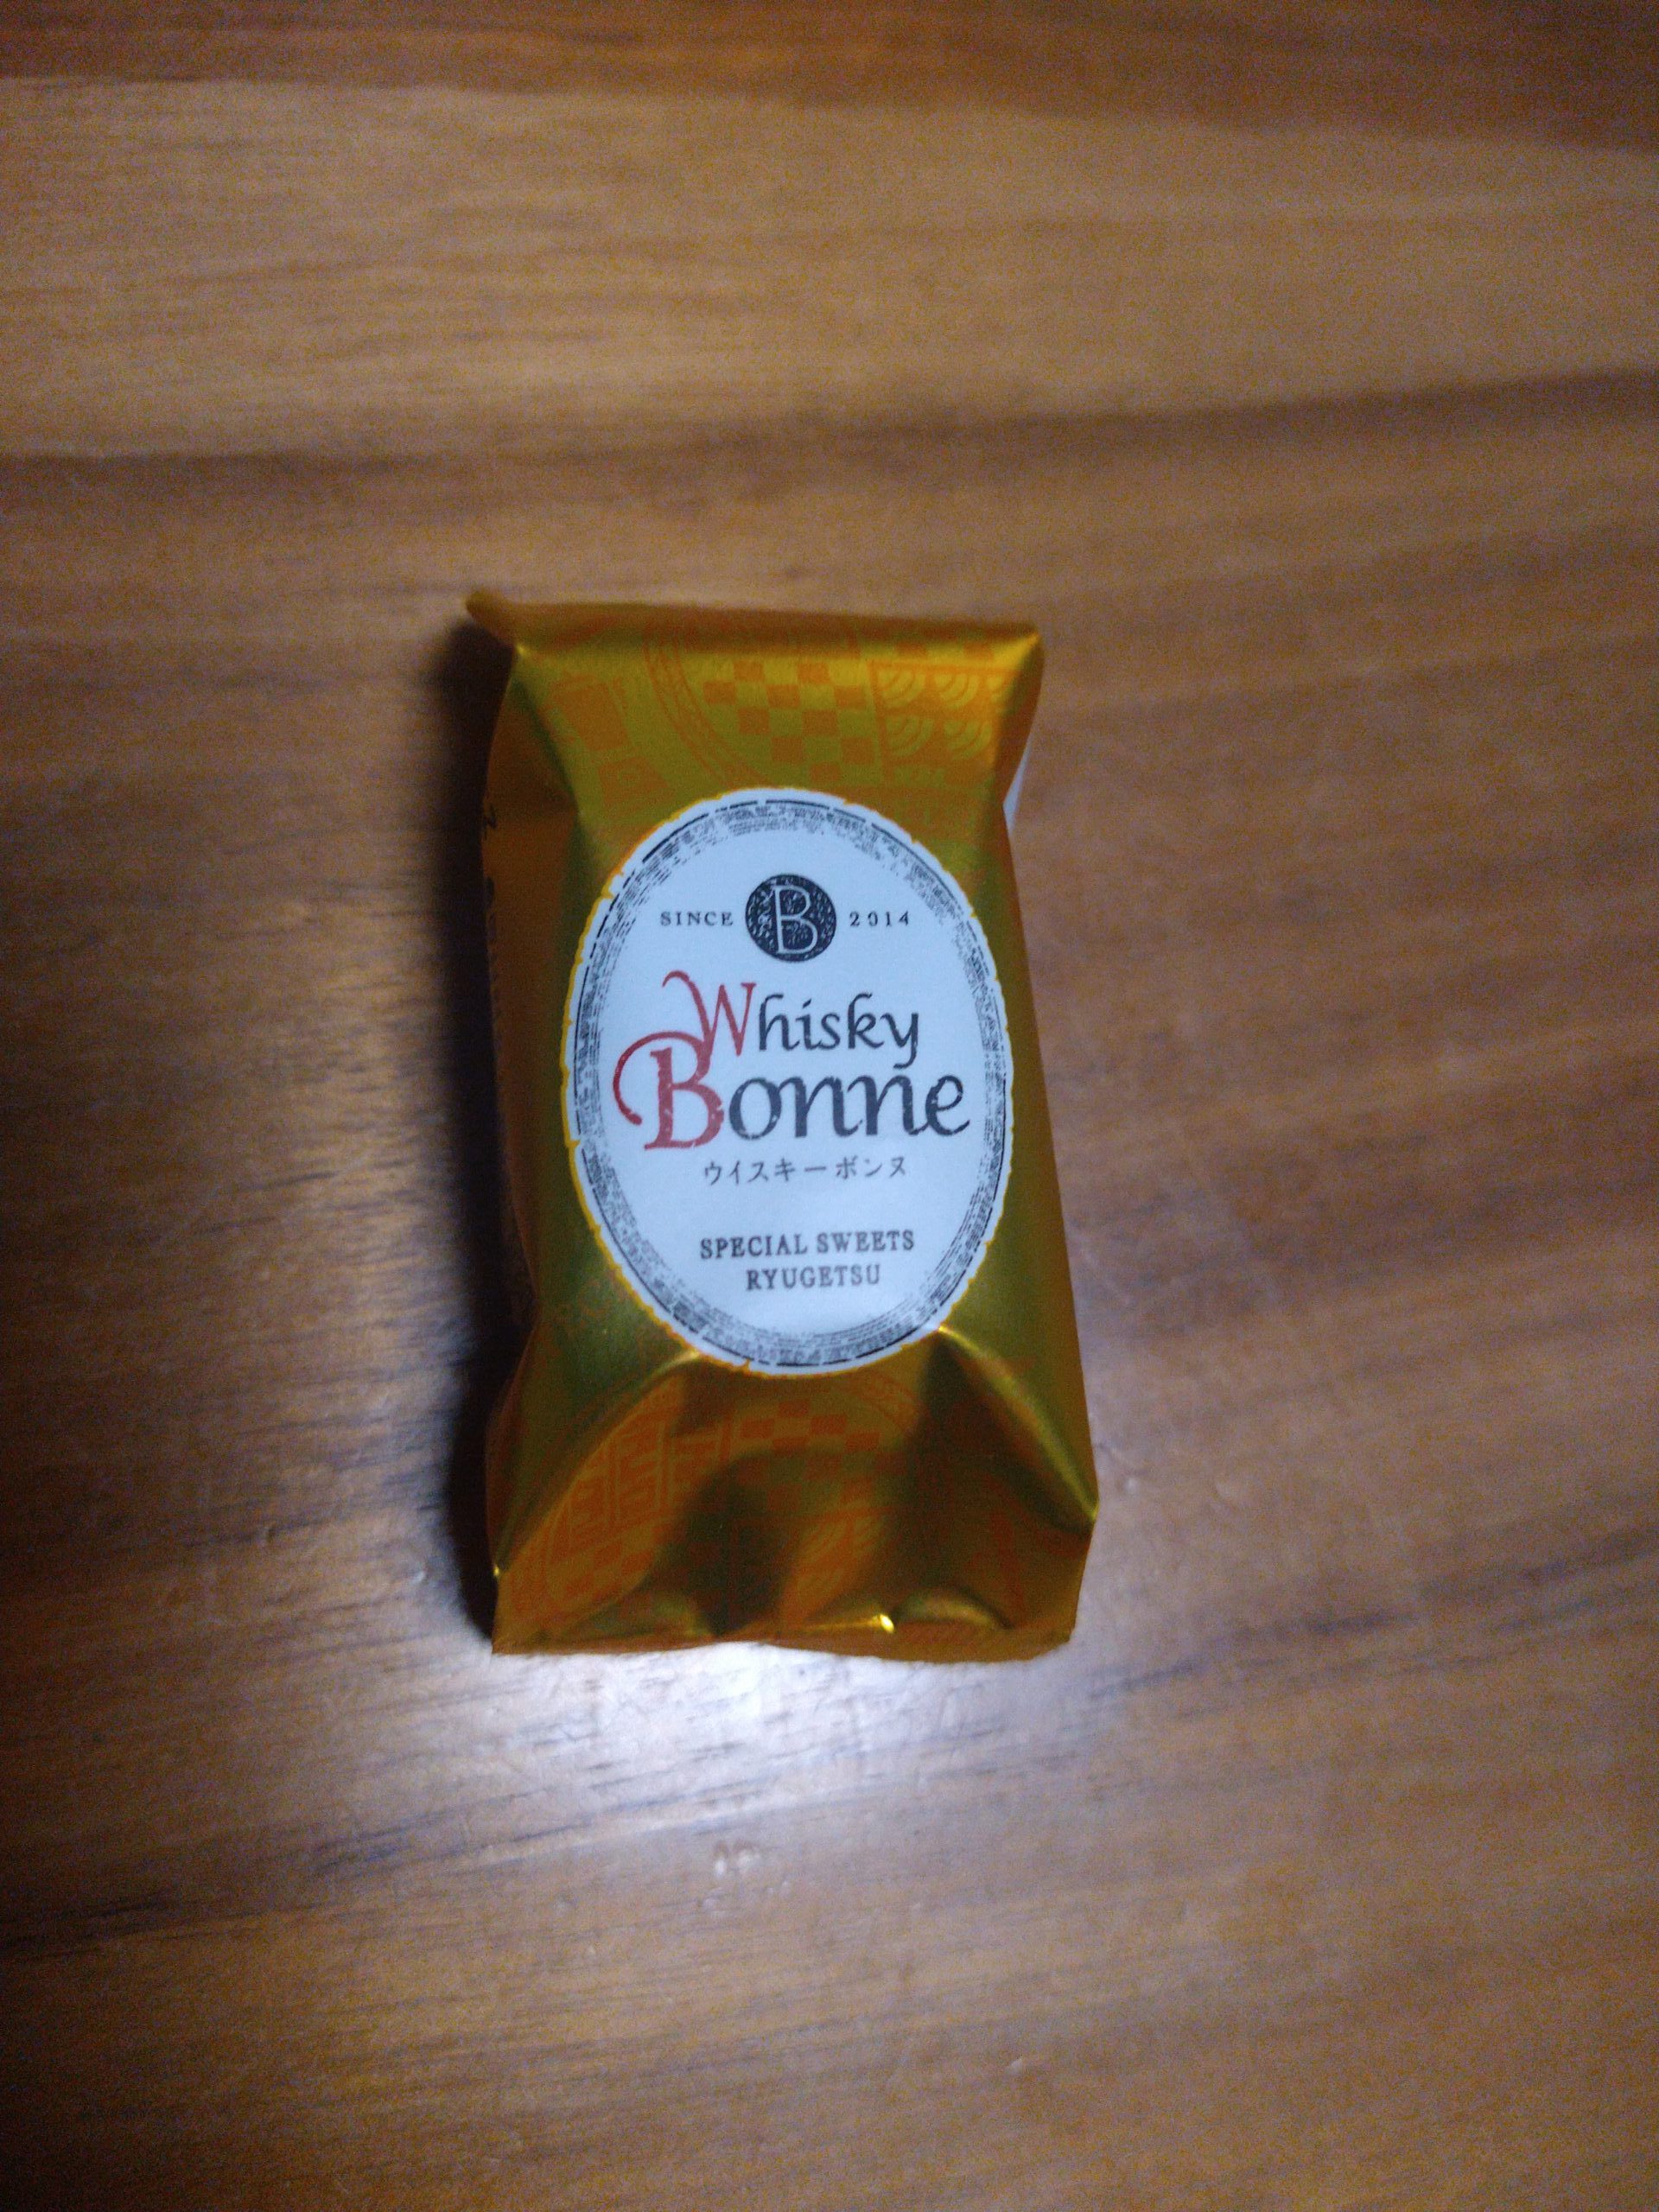 SINCE B 2014
Whisky
Bonne
ウイスキーボンヌ
SPECIAL SWEETS
RYUGETSU